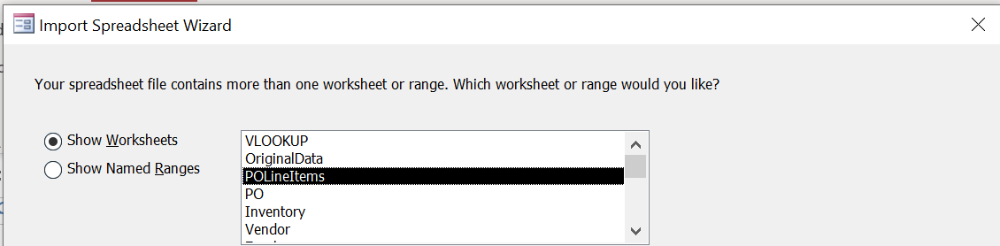 Import Spreadsheet Wizard
Your spreadsheet file contains more than one worksheet or range. Which worksheet or range would you like?
Show Worksheets
Show Named Ranges
VLOOKUP
OriginalData
POLineItems
PO
Inventory
Vendor